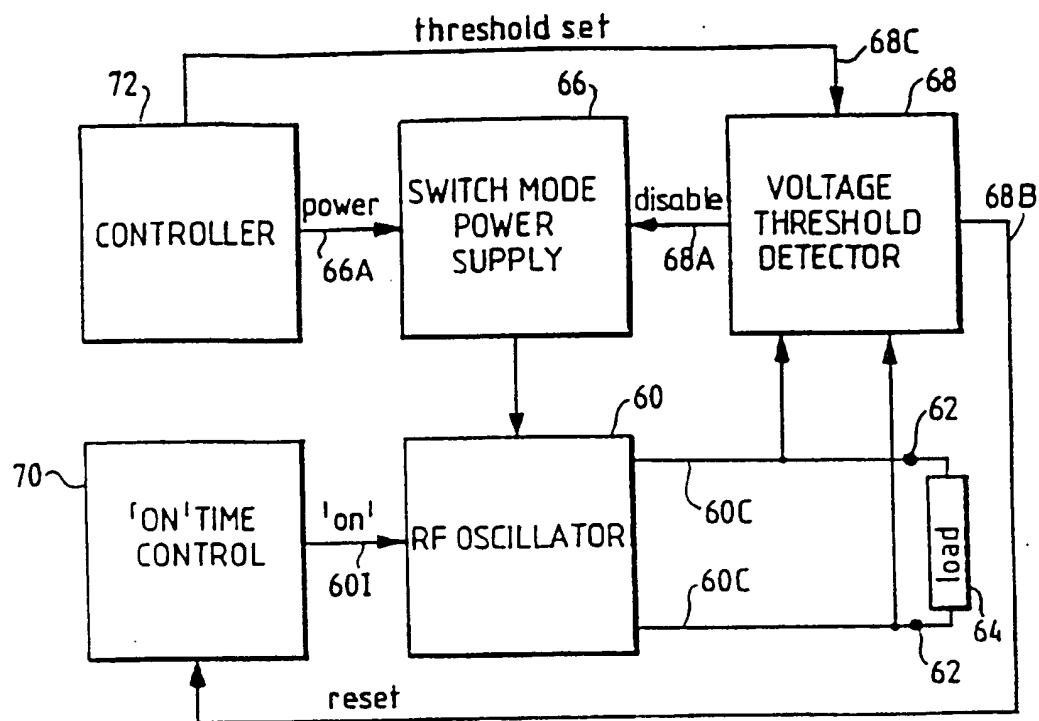 threshold set
68C
72
66
68
CONTROLLER
power
66A
SWITCH MODE
POWER
SUPPLY
disable
68A
VOLTAGE
THRESHOLD
DETECTOR
68B
60
62
70
'ON' TIME
CONTROL
'on'
60I
RF OSCILLATOR
60C
60C
load
64
62
reset